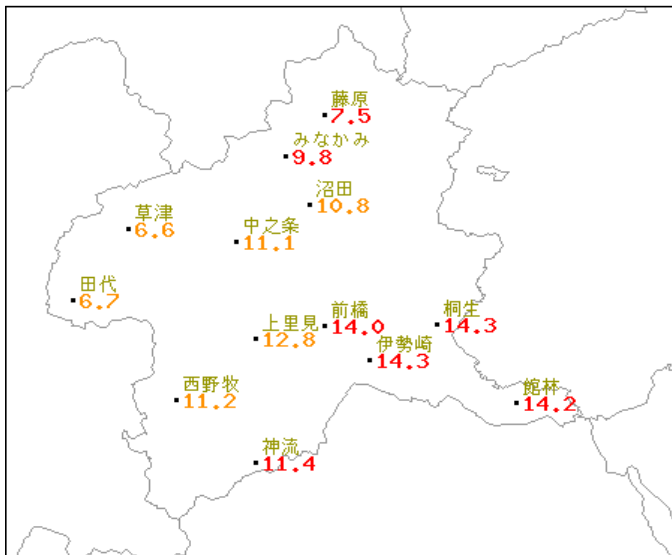 藤原
7.5
みなかみ
9.8
沼田
10.8
草津
6.6
中之条
11.1
田代
6.7
前橋
14.0
桐生
14.3
上里見
12.8
伊勢崎
14.3
西野牧
11.2
館林
14.2
神流
11.4